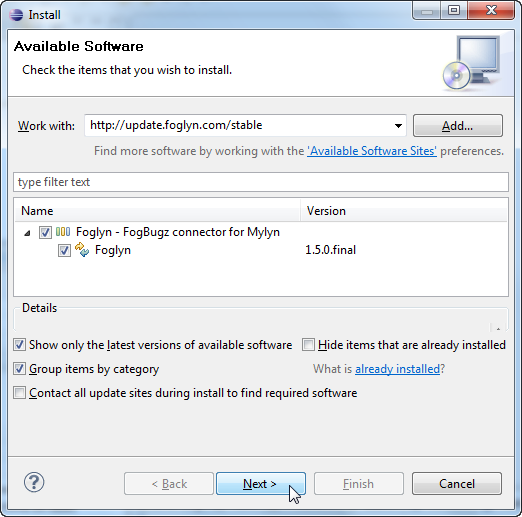 Install
Available Software
Check the items that you wish to install.
Work with: http://update.foglyn.com/stable Add...
Find more software by working with the 'Available Software Sites' preferences.
type filter text
Name Version
Foglyn - FogBugz connector for Mylyn
Foglyn 1.5.0.final
Details
Show only the latest versions of available software Hide items that are already installed
Group items by category What is already installed?
Contact all update sites during install to find required software
? < Back Next > Finish Cancel